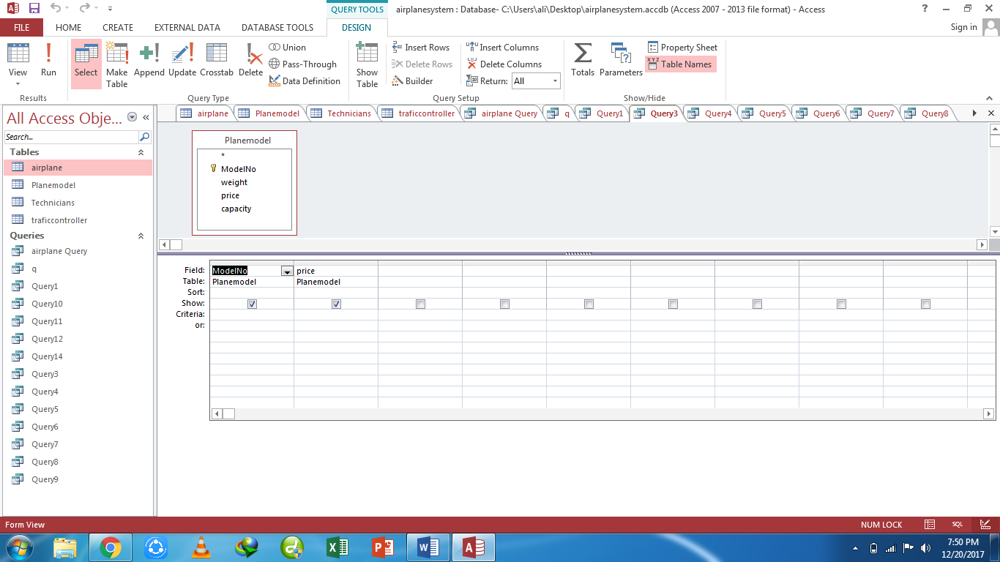 QUERY TOOLS
airplanesystem : Database- C:\Users\ali\Desktop\airplanesystem.accdb (Access 2007 - 2013 file format) - Access
FILE HOME CREATE EXTERNAL DATA DATABASE TOOLS DESIGN Sign in
View Run Select Make Table Append Update Crosstab Delete
Union
Pass-Through
Data Definition
Show Table
Insert Rows
Delete Rows
Builder
Insert Columns
Delete Columns
Return: All
Totals Parameters
Property Sheet
XYZ Table Names
Results Query Type Query Setup Show/Hide
All Access Obje...
Search...
Tables
airplane
Planemodel
Technicians
traficcontroller
Queries
airplane Query
q
Query1
Query10
Query11
Query12
Query14
Query3
Query4
Query5
Query6
Query7
Query8
Query9
airplane Planemodel Technicians traficcontroller airplane Query q Query1 Query3 Query4 Query5 Query6 Query7 Query8
Planemodel
*
ModelNo
weight
price
capacity
Field: ModelNo price
Table: Planemodel Planemodel
Sort:
Show:
Criteria:
or:
Form View NUM LOCK SQL
7:50 PM
12/20/2017